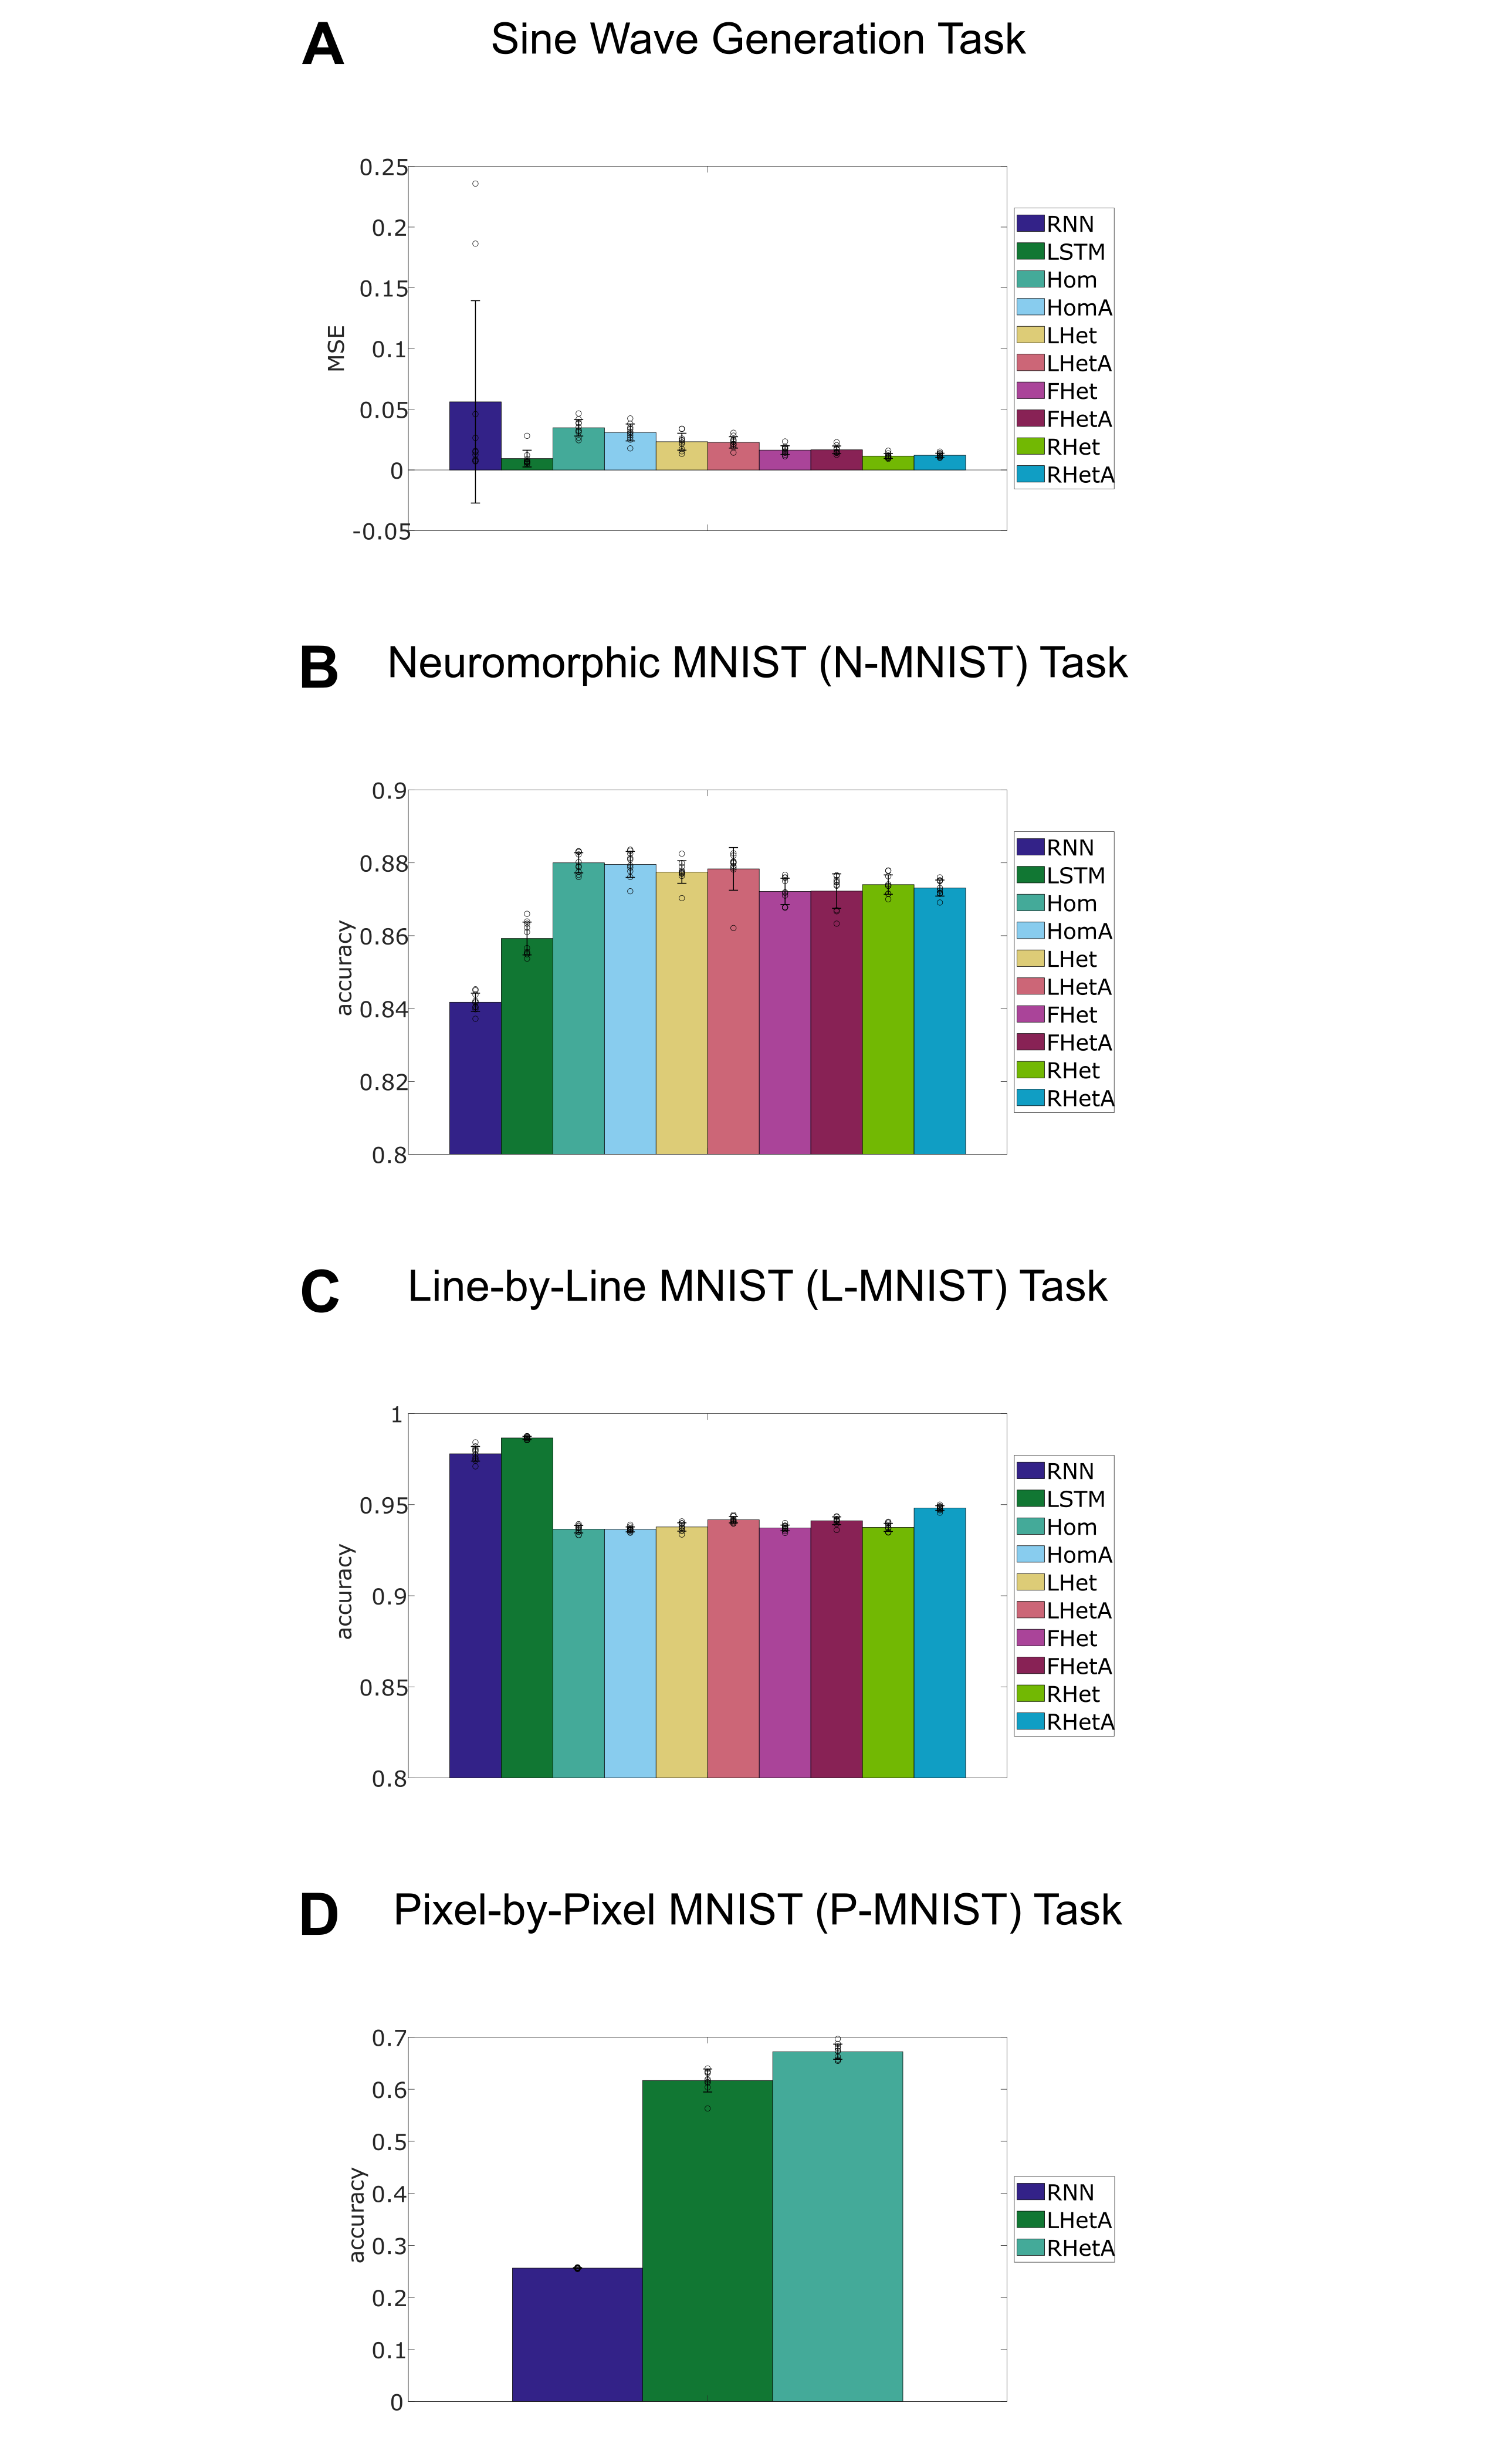 A Sine Wave Generation Task
0.25
0.2
0.15
0.1
0.05
0
-0.05
MSE
RNN
LSTM
Hom
HomA
LHet
LHetA
FHet
FHetA
RHet
RHetA
B Neuromorphic MNIST (N-MNIST) Task
0.9
0.88
0.86
0.84
0.82
0.8
accuracy
RNN
LSTM
Hom
HomA
LHet
LHetA
FHet
FHetA
RHet
RHetA
C Line-by-Line MNIST (L-MNIST) Task
1
0.95
0.9
0.85
0.8
accuracy
RNN
LSTM
Hom
HomA
LHet
LHetA
FHet
FHetA
RHet
RHetA
D Pixel-by-Pixel MNIST (P-MNIST) Task
0.7
0.6
0.5
0.4
0.3
0.2
0.1
0
accuracy
RNN
LHetA
RHetA